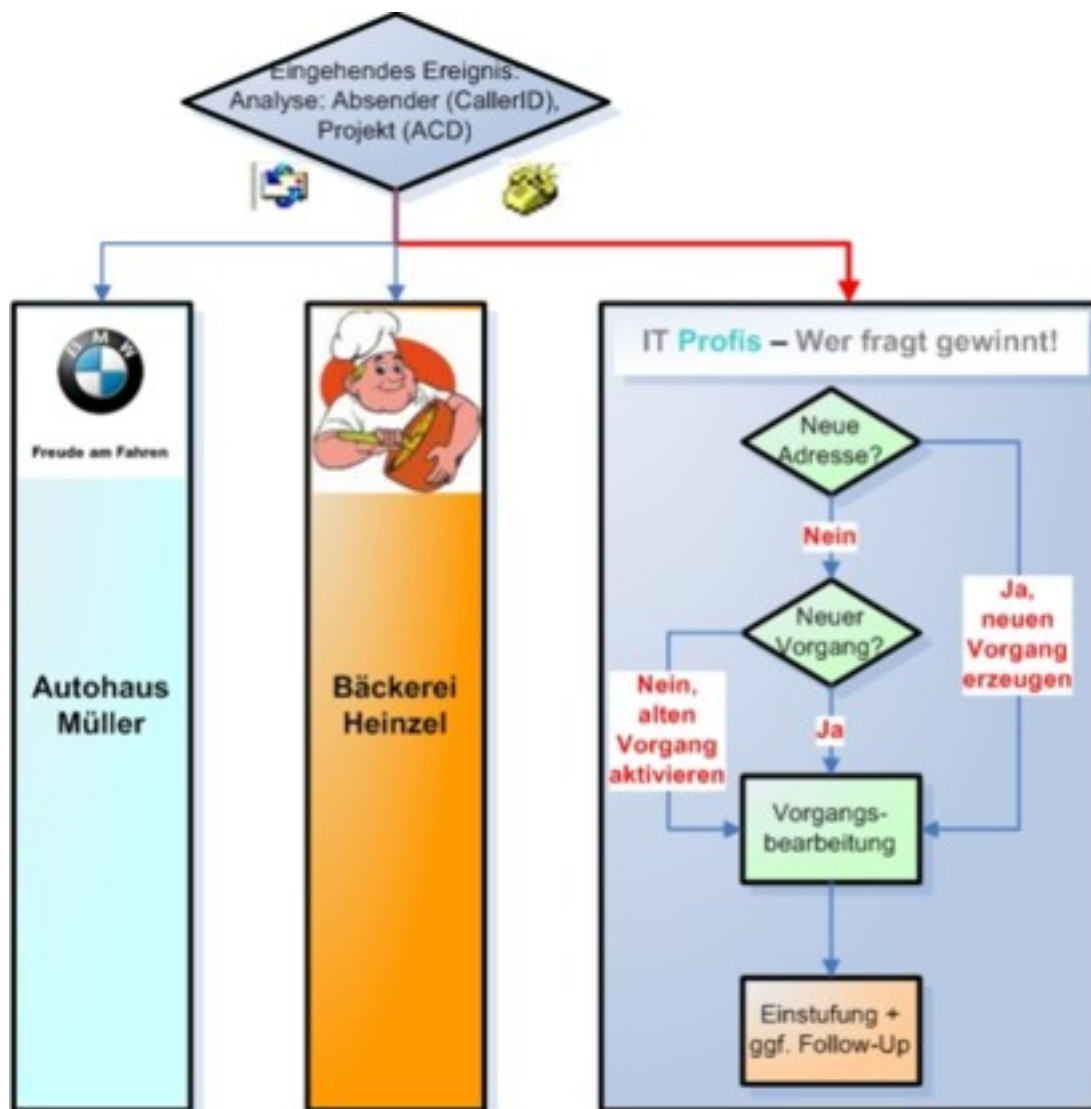 Eingehendes Ereignis:
Analyse: Absender (CallerID),
Projekt (ACD)
BMW
Freude am Fahren
Autohaus
Müller
Bäckerei
Heinzel
IT Profis – Wer fragt gewinnt!
Neue
Adresse?
Nein
Ja,
neuen
Vorgang
erzeugen
Neuer
Vorgang?
Nein,
alten
Vorgang
aktivieren
Ja
Vorgangs-
bearbeitung
Einstufung +
ggf. Follow-Up